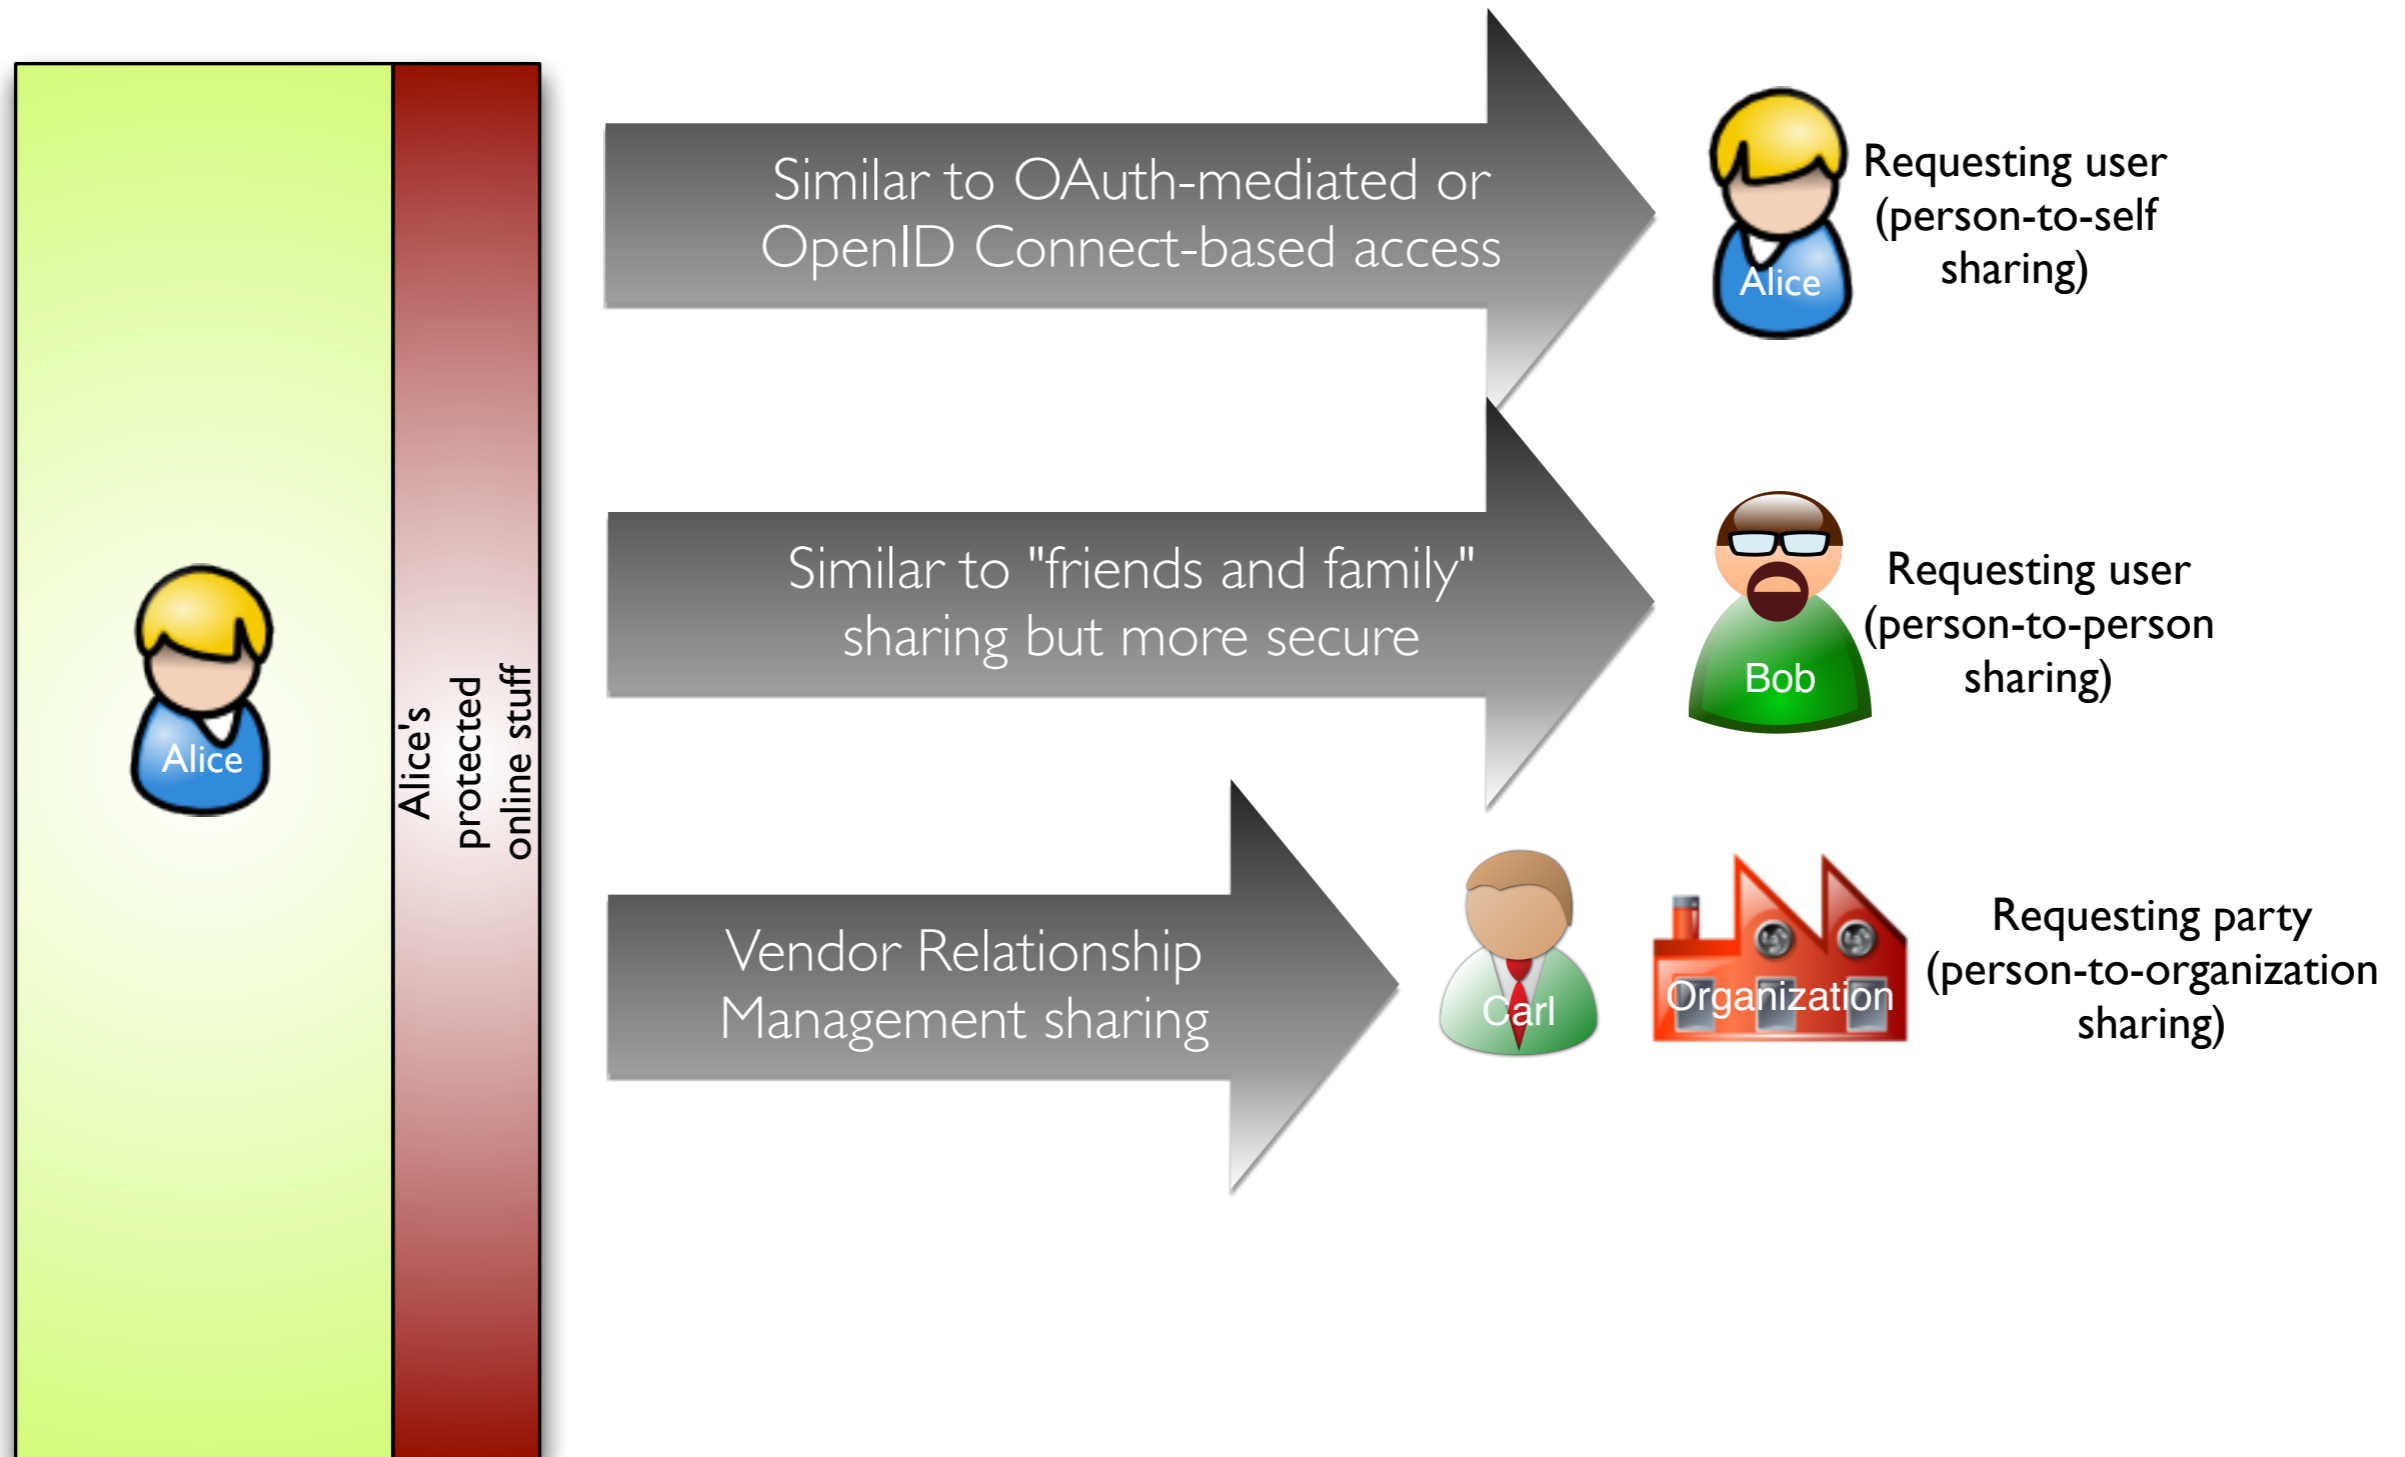 Alice
Alice's
protected
online stuff
Similar to OAuth-mediated or
OpenID Connect-based access
Alice
Requesting user
(person-to-self
sharing)
Similar to "friends and family"
sharing but more secure
Bob
Requesting user
(person-to-person
sharing)
Vendor Relationship
Management sharing
Carl
Organization
Requesting party
(person-to-organization
sharing)